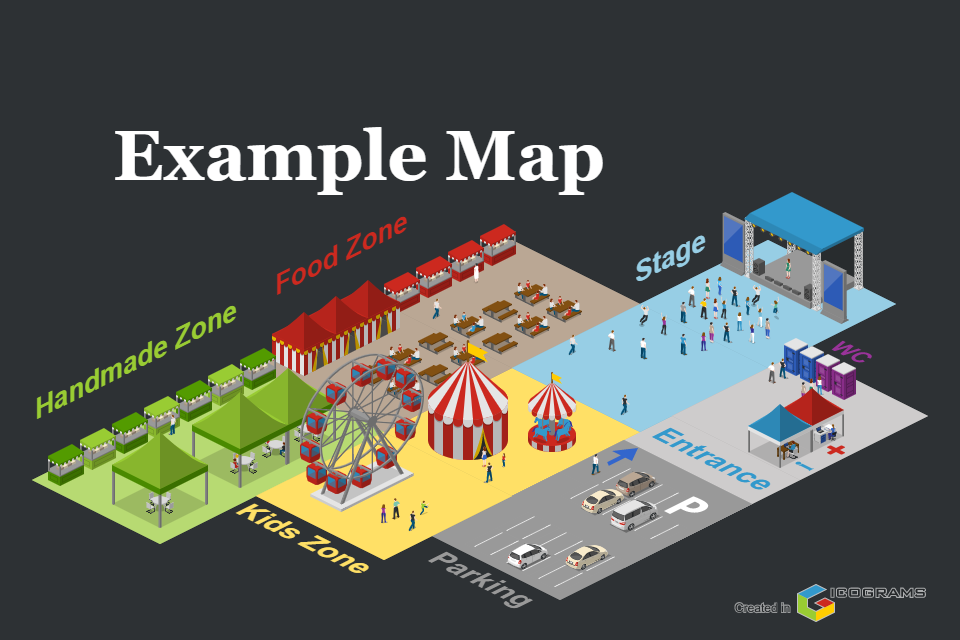 Example Map
Food Zone
Stage
Handmade Zone
WC
Entrance
Kids Zone
P
Parking
Created in ICOGRAMS